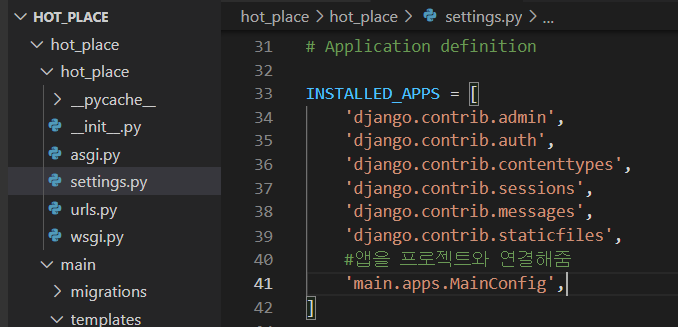 HOT_PLACE
hot_place
hot_place
__pycache__
__init__.py
asgi.py
settings.py
urls.py
wsgi.py
main
migrations
templates
hot_place > hot_place > settings.py > ...
31 # Application definition
32
33 INSTALLED_APPS = [
34 'django.contrib.admin',
35 'django.contrib.auth',
36 'django.contrib.contenttypes',
37 'django.contrib.sessions',
38 'django.contrib.messages',
39 'django.contrib.staticfiles',
40 #앱을 프로젝트와 연결해줌
41 'main.apps.MainConfig',
42 ]
43